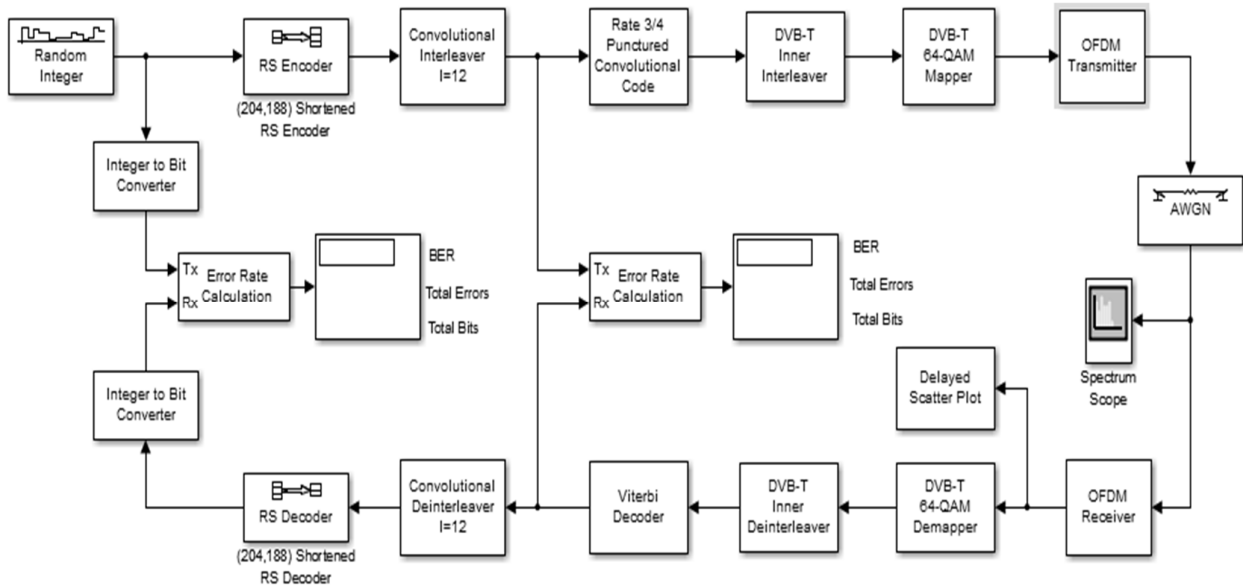 Random
Integer
RS Encoder
(204,188) Shortened
RS Encoder
Convolutional
Interleaver
I=12
Rate 3/4
Punctured
Convolutional
Code
DVB-T
Inner
Interleaver
DVB-T
64-QAM
Mapper
OFDM
Transmitter
Integer to Bit
Converter
AWGN
Tx
Rx
Error Rate
Calculation
BER
Total Errors
Total Bits
Tx
Rx
Error Rate
Calculation
BER
Total Errors
Total Bits
Spectrum
Scope
Delayed
Scatter Plot
Integer to Bit
Converter
RS Decoder
(204,188) Shortened
RS Decoder
Convolutional
Deinterleaver
I=12
Viterbi
Decoder
DVB-T
Inner
Deinterleaver
DVB-T
64-QAM
Demapper
OFDM
Receiver